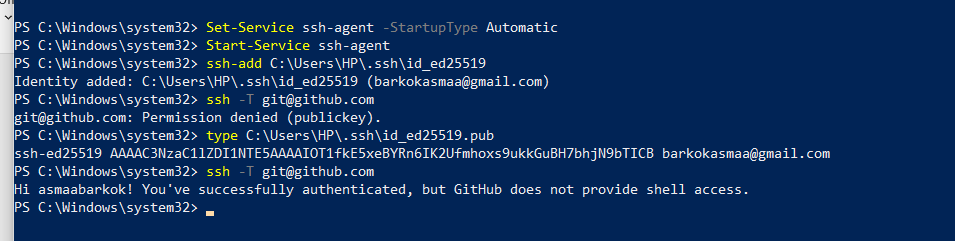 PS C:\Windows\system32> Set-Service ssh-agent -StartupType Automatic
PS C:\Windows\system32> Start-Service ssh-agent
PS C:\Windows\system32> ssh-add C:\Users\HP\.ssh\id_ed25519
Identity added: C:\Users\HP\.ssh\id_ed25519 (barkokasmaa@gmail.com)
PS C:\Windows\system32> ssh -T git@github.com
git@github.com: Permission denied (publickey).
PS C:\Windows\system32> type C:\Users\HP\.ssh\id_ed25519.pub
ssh-ed25519 AAAAC3NzaC1lZDI1NTE5AAAAIOT1fkE5xeBYRn6IK2Ufmhoxs9ukkGuBH7bhjN9bTICB barkokasmaa@gmail.com
PS C:\Windows\system32> ssh -T git@github.com
Hi asmaabarkok! You've successfully authenticated, but GitHub does not provide shell access.
PS C:\Windows\system32>